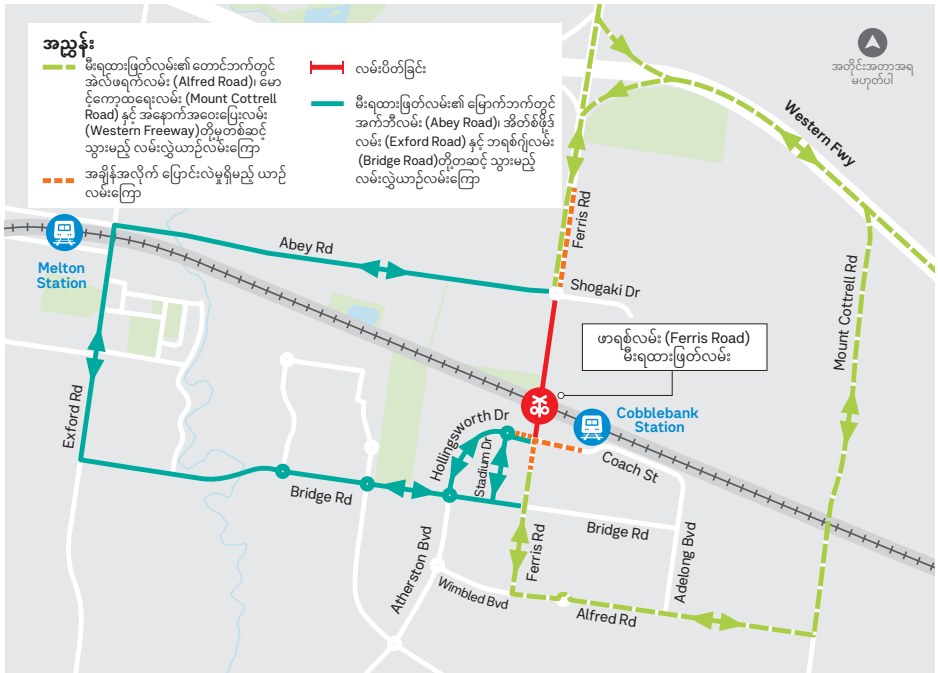 အညွှန်း
မီးရထားဖြတ်လမ်း၏ တောင်ဘက်တွင်
အဲလ်ဖရက်လမ်း (Alfred Road)၊ မော
င့်ကော့ထရေးလမ်း (Mount Cottrell
Road) နှင့် အနောက်အဝေးပြေးလမ်း
(Western Freeway)တို့မှတစ်ဆင့်
သွားမည့် လမ်းလွှဲယာဉ်လမ်းကြော
အချိန်အလိုက် ပြောင်းလဲမှုရှိမည့် ယာဉ်
လမ်းကြော
လမ်းပိတ်ခြင်း
မီးရထားဖြတ်လမ်း၏ မြောက်ဘက်တွင်
အက်ဘီလမ်း (Abey Road)၊ အိတ်စ်ဖို့ဒ်
လမ်း (Exford Road) နှင့် ဘရစ်ဂျ်လမ်း
(Bridge Road)တို့တဆင့် သွားမည့်
လမ်းလွှဲယာဉ်လမ်းကြော
အတိုင်းအတာအရ
မဟုတ်ပါ
Western Fwy
Ferris Rd
Abey Rd
Melton
Station
Shogaki Dr
Mount Cottrell Rd
ဖာရစ်လမ်း (Ferris Road)
မီးရထားဖြတ်လမ်း
Exford Rd
Cobblebank
Station
Hollingsworth Dr
Stadium Dr
Coach St
Bridge Rd
Bridge Rd
Ferris Rd
Adelong Bvd
Atherston Bvd
Wimbled Bvd
Alfred Rd